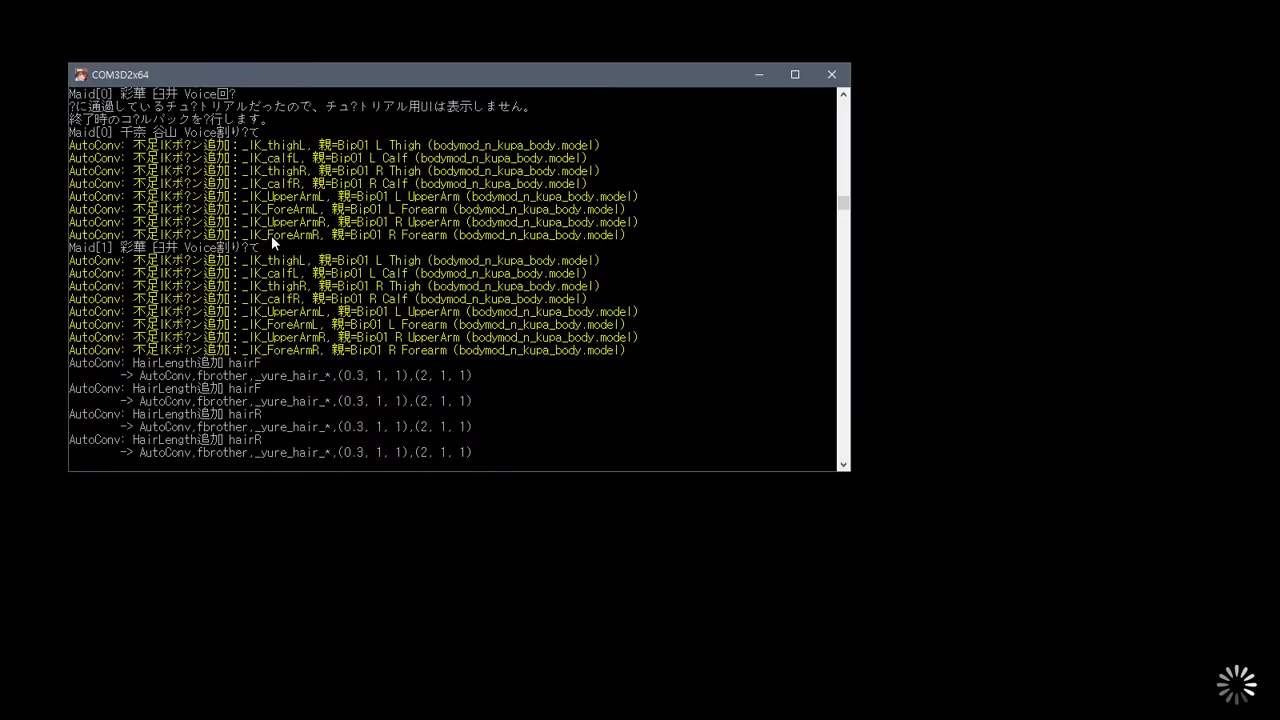 COM3D2x64
Maid[0] 彩華 臼井 Voice回?
?に通過しているチュ?トリアルだったので、チュ?トリアル用UIは表示しません。
終了時のコ?ルバックを?行します。
Maid[0] 千奈 谷山 Voice割り?て
AutoConv: 不足IKボ?ン追加：_IK_thighL, 親=Bip01 L Thigh (bodymod_n_kupa_body.model)
AutoConv: 不足IKボ?ン追加：_IK_calfL, 親=Bip01 L Calf (bodymod_n_kupa_body.model)
AutoConv: 不足IKボ?ン追加：_IK_thighR, 親=Bip01 R Thigh (bodymod_n_kupa_body.model)
AutoConv: 不足IKボ?ン追加：_IK_calfR, 親=Bip01 R Calf (bodymod_n_kupa_body.model)
AutoConv: 不足IKボ?ン追加：_IK_UpperArmL, 親=Bip01 L UpperArm (bodymod_n_kupa_body.model)
AutoConv: 不足IKボ?ン追加：_IK_ForeArmL, 親=Bip01 L Forearm (bodymod_n_kupa_body.model)
AutoConv: 不足IKボ?ン追加：_IK_UpperArmR, 親=Bip01 R UpperArm (bodymod_n_kupa_body.model)
AutoConv: 不足IKボ?ン追加：_IK_ForeArmR, 親=Bip01 R Forearm (bodymod_n_kupa_body.model)
Maid[1] 彩華 臼井 Voice割り?て
AutoConv: 不足IKボ?ン追加：_IK_thighL, 親=Bip01 L Thigh (bodymod_n_kupa_body.model)
AutoConv: 不足IKボ?ン追加：_IK_calfL, 親=Bip01 L Calf (bodymod_n_kupa_body.model)
AutoConv: 不足IKボ?ン追加：_IK_thighR, 親=Bip01 R Thigh (bodymod_n_kupa_body.model)
AutoConv: 不足IKボ?ン追加：_IK_calfR, 親=Bip01 R Calf (bodymod_n_kupa_body.model)
AutoConv: 不足IKボ?ン追加：_IK_UpperArmL, 親=Bip01 L UpperArm (bodymod_n_kupa_body.model)
AutoConv: 不足IKボ?ン追加：_IK_ForeArmL, 親=Bip01 L Forearm (bodymod_n_kupa_body.model)
AutoConv: 不足IKボ?ン追加：_IK_UpperArmR, 親=Bip01 R UpperArm (bodymod_n_kupa_body.model)
AutoConv: 不足IKボ?ン追加：_IK_ForeArmR, 親=Bip01 R Forearm (bodymod_n_kupa_body.model)
AutoConv: HairLength追加 hairF
-> AutoConv,fbrother,_yure_hair_*,(0.3, 1, 1),(2, 1, 1)
AutoConv: HairLength追加 hairF
-> AutoConv,fbrother,_yure_hair_*,(0.3, 1, 1),(2, 1, 1)
AutoConv: HairLength追加 hairR
-> AutoConv,fbrother,_yure_hair_*,(0.3, 1, 1),(2, 1, 1)
AutoConv: HairLength追加 hairR
-> AutoConv,fbrother,_yure_hair_*,(0.3, 1, 1),(2, 1, 1)